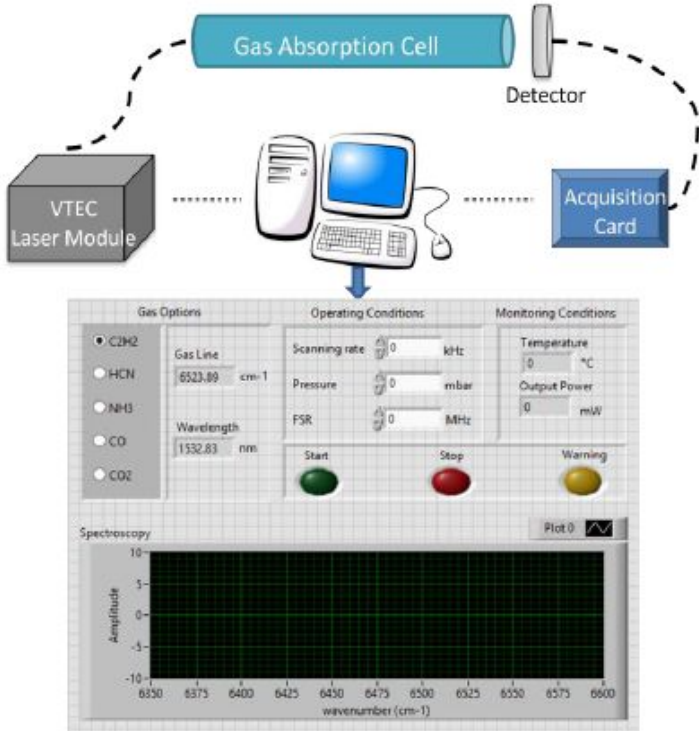 Gas Absorption Cell
Detector
VTEC
Laser Module
Acquisition
Card
Gas Options
Operating Conditions
Monitoring Conditions
C2H2
HCN
NH3
CO
CO2
Gas Line
6523.89 cm-1
Wavelength
1532.83 nm
Scanning rate 0 kHz
Pressure 0 mbar
FSR 0 MHz
Temperature
0 °C
Output Power
0 mW
Start
Stop
Warning
Spectroscopy
Plot 0
Amplitude
10
5
0
-5
-10
6350 6375 6400 6425 6450 6475 6500 6525 6550 6575 6600
wavenumber (cm-1)